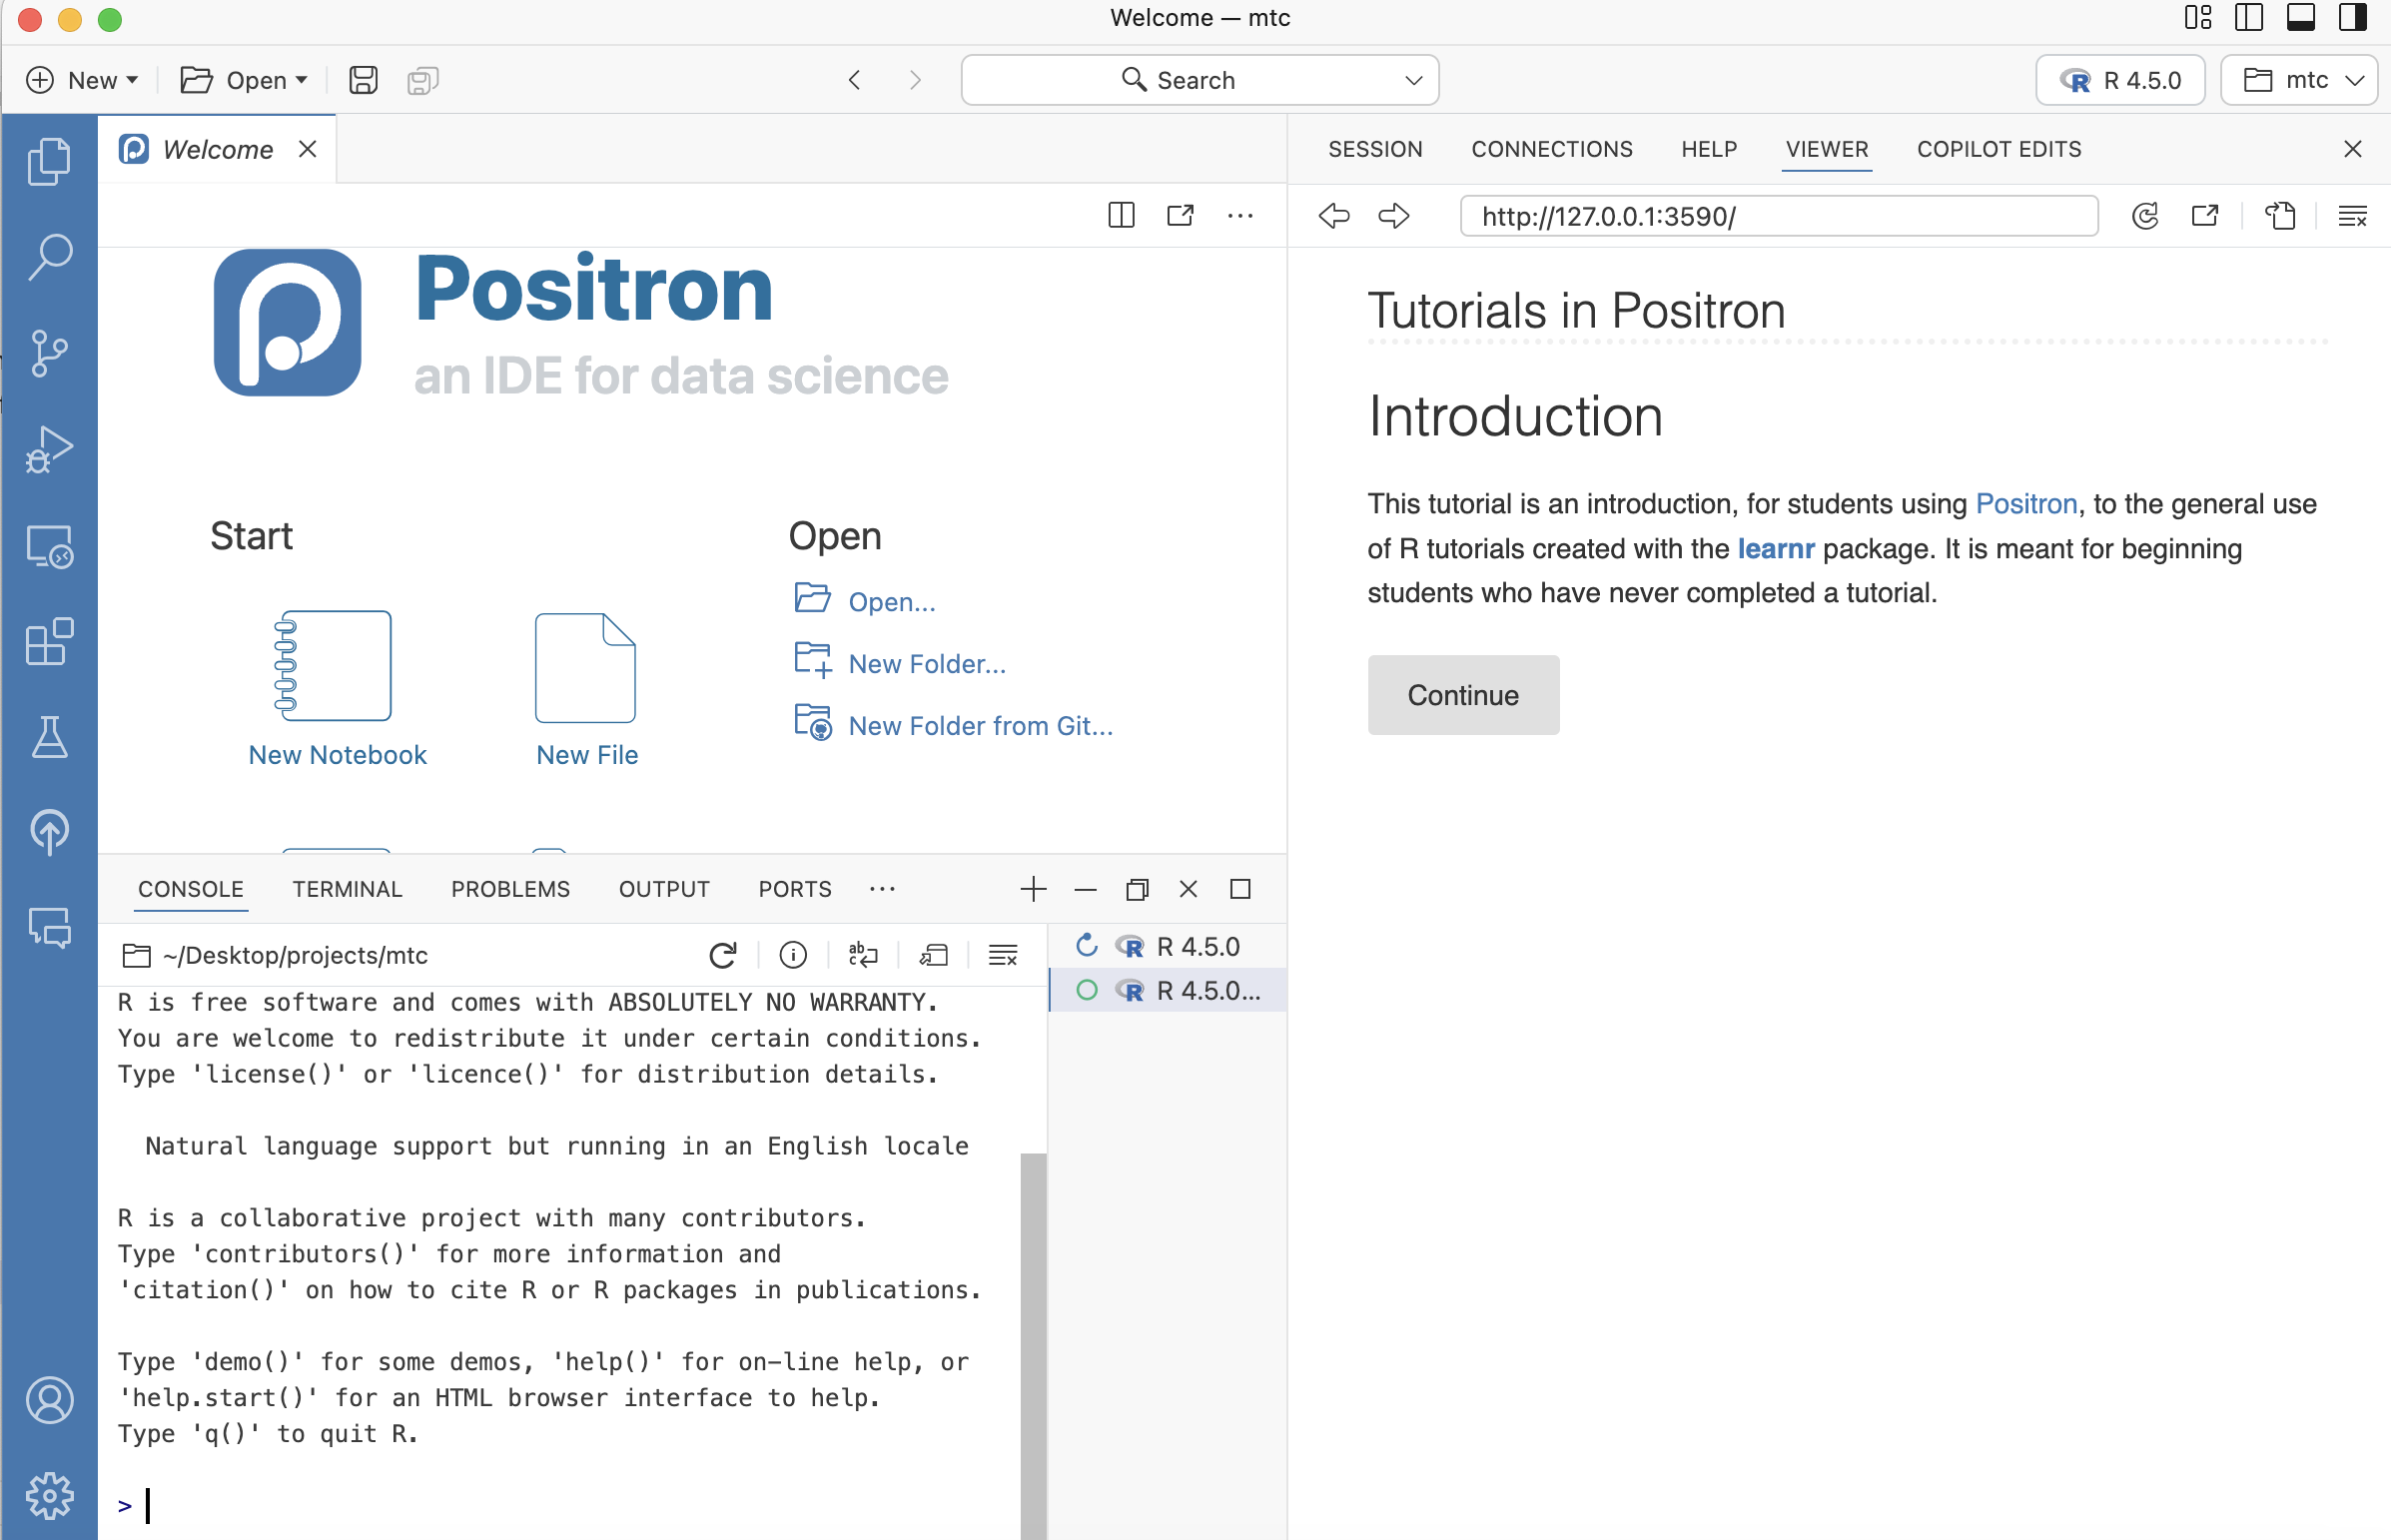 Welcome — mtc
New
Open
Search
R 4.5.0
mtc
Welcome
Positron
an IDE for data science
Start
New Notebook
New File
Open
Open...
New Folder...
New Folder from Git...
CONSOLE
TERMINAL
PROBLEMS
OUTPUT
PORTS
~/Desktop/projects/mtc
R is free software and comes with ABSOLUTELY NO WARRANTY.
You are welcome to redistribute it under certain conditions.
Type 'license()' or 'licence()' for distribution details.
Natural language support but running in an English locale
R is a collaborative project with many contributors.
Type 'contributors()' for more information and
'citation()' on how to cite R or R packages in publications.
Type 'demo()' for some demos, 'help()' for on-line help, or
'help.start()' for an HTML browser interface to help.
Type 'q()' to quit R.
>
R 4.5.0
R 4.5.0...
SESSION
CONNECTIONS
HELP
VIEWER
COPILOT EDITS
http://127.0.0.1:3590/
Tutorials in Positron
Introduction
This tutorial is an introduction, for students using Positron, to the general use
of R tutorials created with the learnr package. It is meant for beginning
students who have never completed a tutorial.
Continue